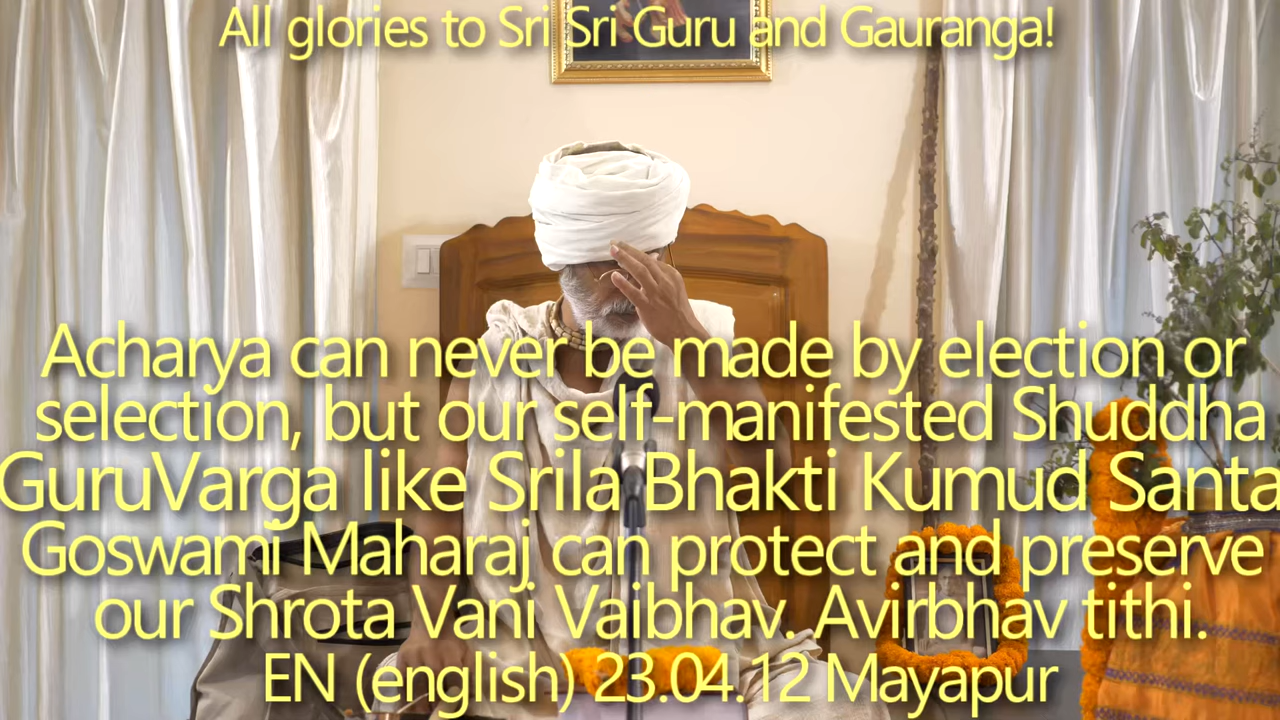 All glories to Sri Sri Guru and Gauranga!
Acharya can never be made by election or
selection, but our self-manifested Shuddha
GuruVarga like Srila Bhakti Kumud Santa
Goswami Maharaj can protect and preserve
our Shrota Vani Vaibhav. Avirbhav tithi.
EN (english) 23.04.12 Mayapur